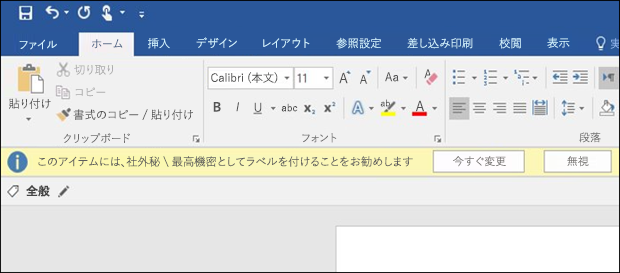 ファイル ホーム 挿入 デザイン レイアウト 参照設定 差し込み印刷 校閲 表示
切り取り
コピー
貼り付け 書式のコピー / 貼り付け
Calibri (本文) 11 A A Aa A
B I U abc x₂ x² A ab A
クリップボード フォント 段落
このアイテムには、社外秘 \ 最高機密としてラベルを付けることをお勧めします 今すぐ変更 無視
全般